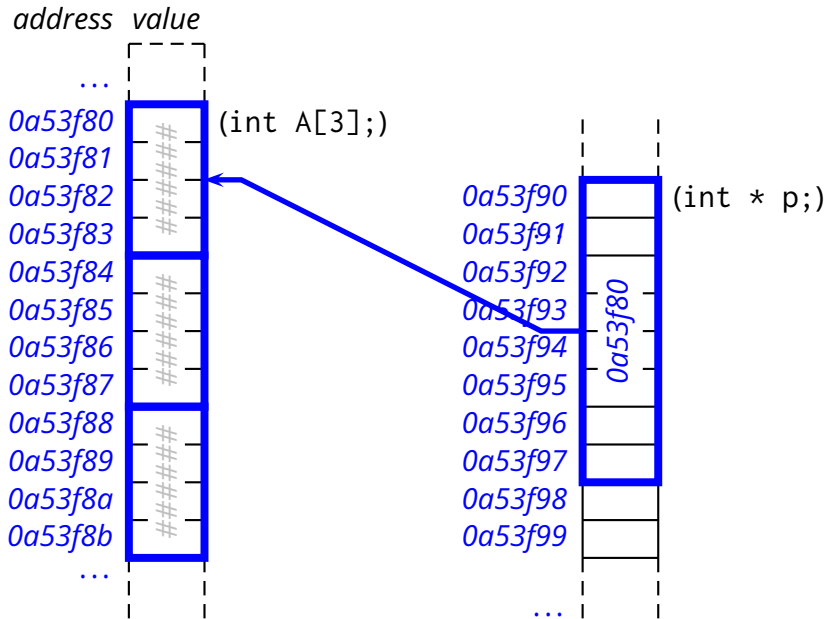 address value
...
0a53f80 ###### (int A[3];)
0a53f81
0a53f82
0a53f83
0a53f84 ######
0a53f85
0a53f86
0a53f87
0a53f88 ######
0a53f89
0a53f8a
0a53f8b
...
...
0a53f90 (int * p;)
0a53f91
0a53f92
0a53f93
0a53f94
0a53f95
0a53f96
0a53f97
0a53f98
0a53f99
0a53f80
...